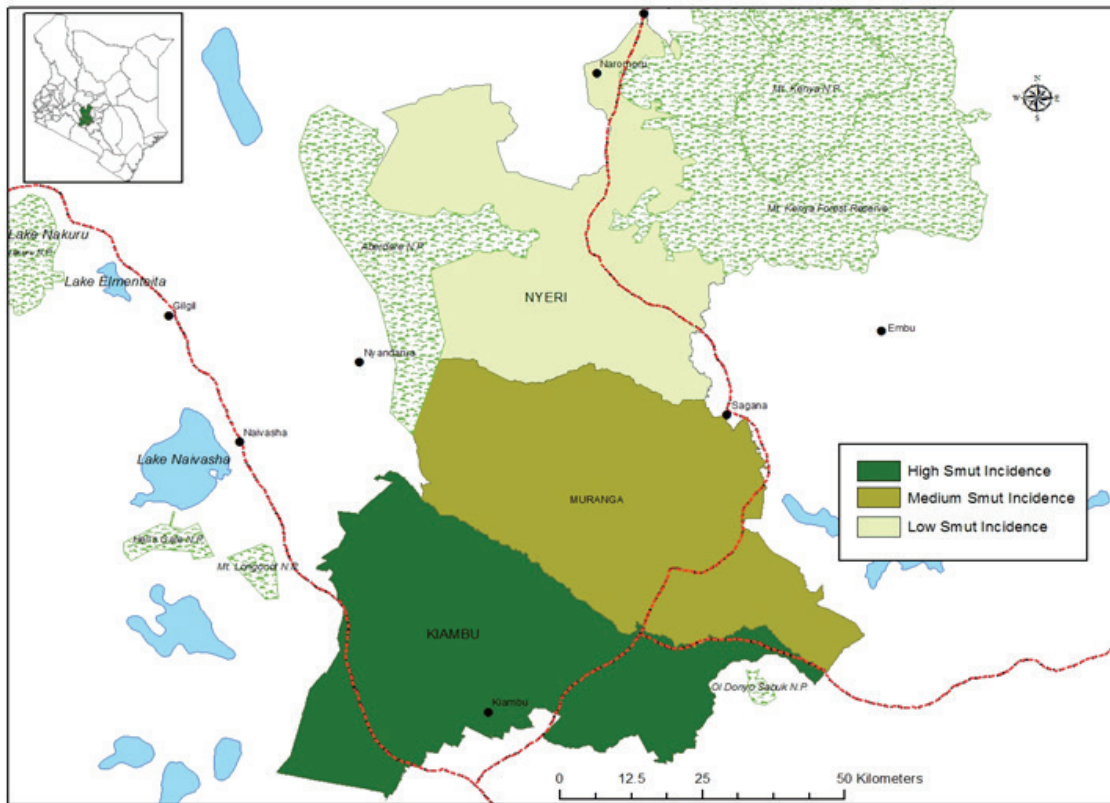 Naromoru
Mt. Kenya N.P.
N
W E
S
Mt. Kenya Forest Reserve
Lake Nakuru
Aberdare N.P.
Lake Elmenteita
NYERI
Gilgil
Embu
Nyandarua
Sagana
Naivasha
Lake Naivasha
High Smut Incidence
Medium Smut Incidence
Low Smut Incidence
MURANGA
Hells Gate N.P.
Mt. Longonot N.P.
KIAMBU
Ol Donyo Sabuk N.P.
Kiambu
0 12.5 25 50 Kilometers